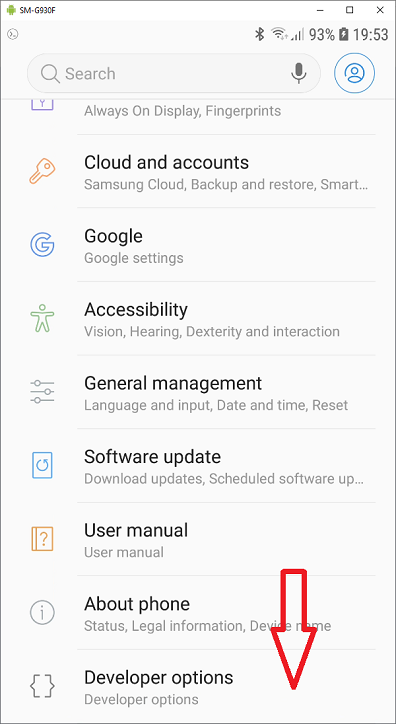 SM-G930F
93% 19:53
Search
Always On Display, Fingerprints
Cloud and accounts
Samsung Cloud, Backup and restore, Smart...
Google
Google settings
Accessibility
Vision, Hearing, Dexterity and interaction
General management
Language and input, Date and time, Reset
Software update
Download updates, Scheduled software up...
User manual
User manual
About phone
Status, Legal information, Device name
Developer options
Developer options